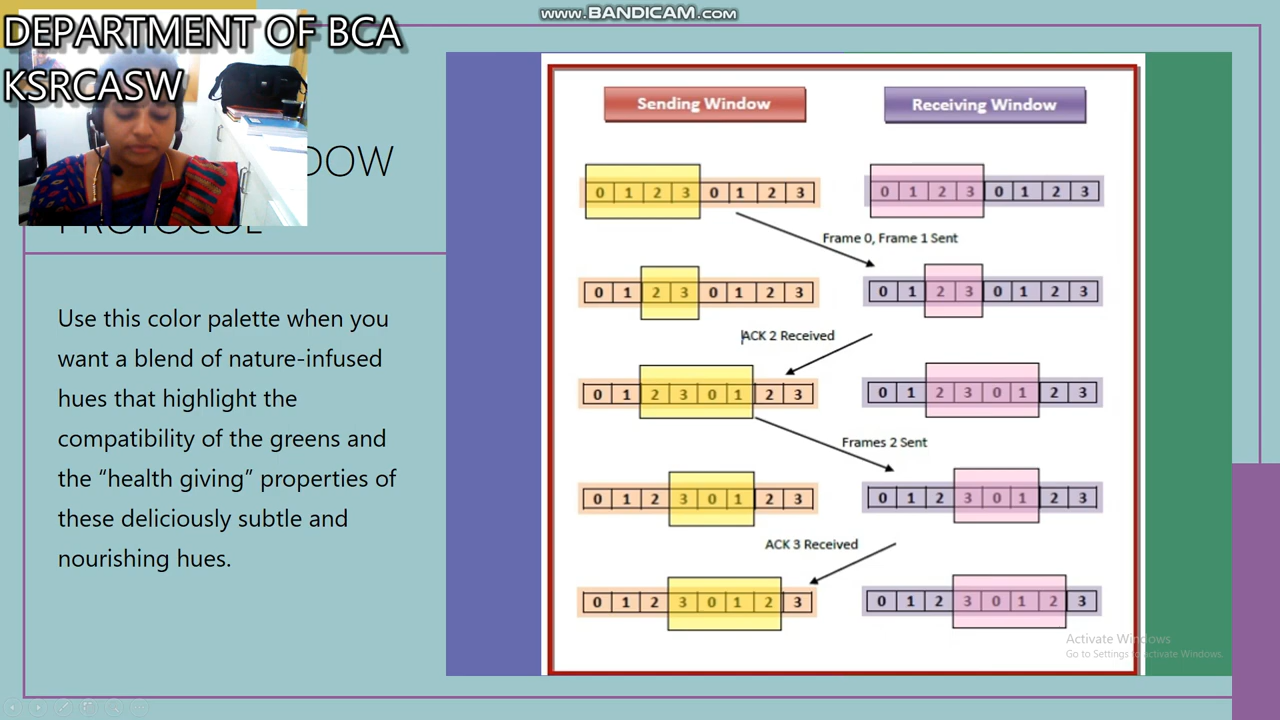 www.BANDICAM.com
DEPARTMENT OF BCA
KSRCASW
PROTOCOL
Use this color palette when you
want a blend of nature-infused
hues that highlight the
compatibility of the greens and
the “health giving” properties of
these deliciously subtle and
nourishing hues.
Sending Window
Receiving Window
0 1 2 3 0 1 2 3
0 1 2 3 0 1 2 3
Frame 0, Frame 1 Sent
0 1 2 3 0 1 2 3
0 1 2 3 0 1 2 3
ACK 2 Received
0 1 2 3 0 1 2 3
0 1 2 3 0 1 2 3
Frames 2 Sent
0 1 2 3 0 1 2 3
0 1 2 3 0 1 2 3
ACK 3 Received
0 1 2 3 0 1 2 3
0 1 2 3 0 1 2 3
Activate Windows
Go to Settings to activate Windows.